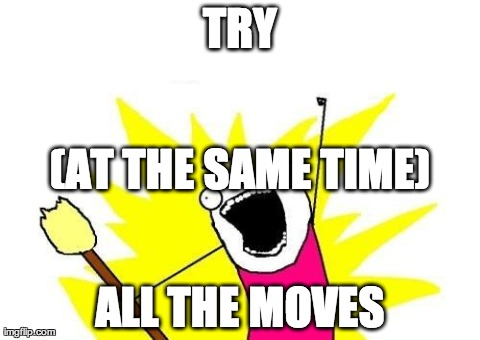 TRY
(AT THE SAME TIME)
ALL THE MOVES
imgflip.com